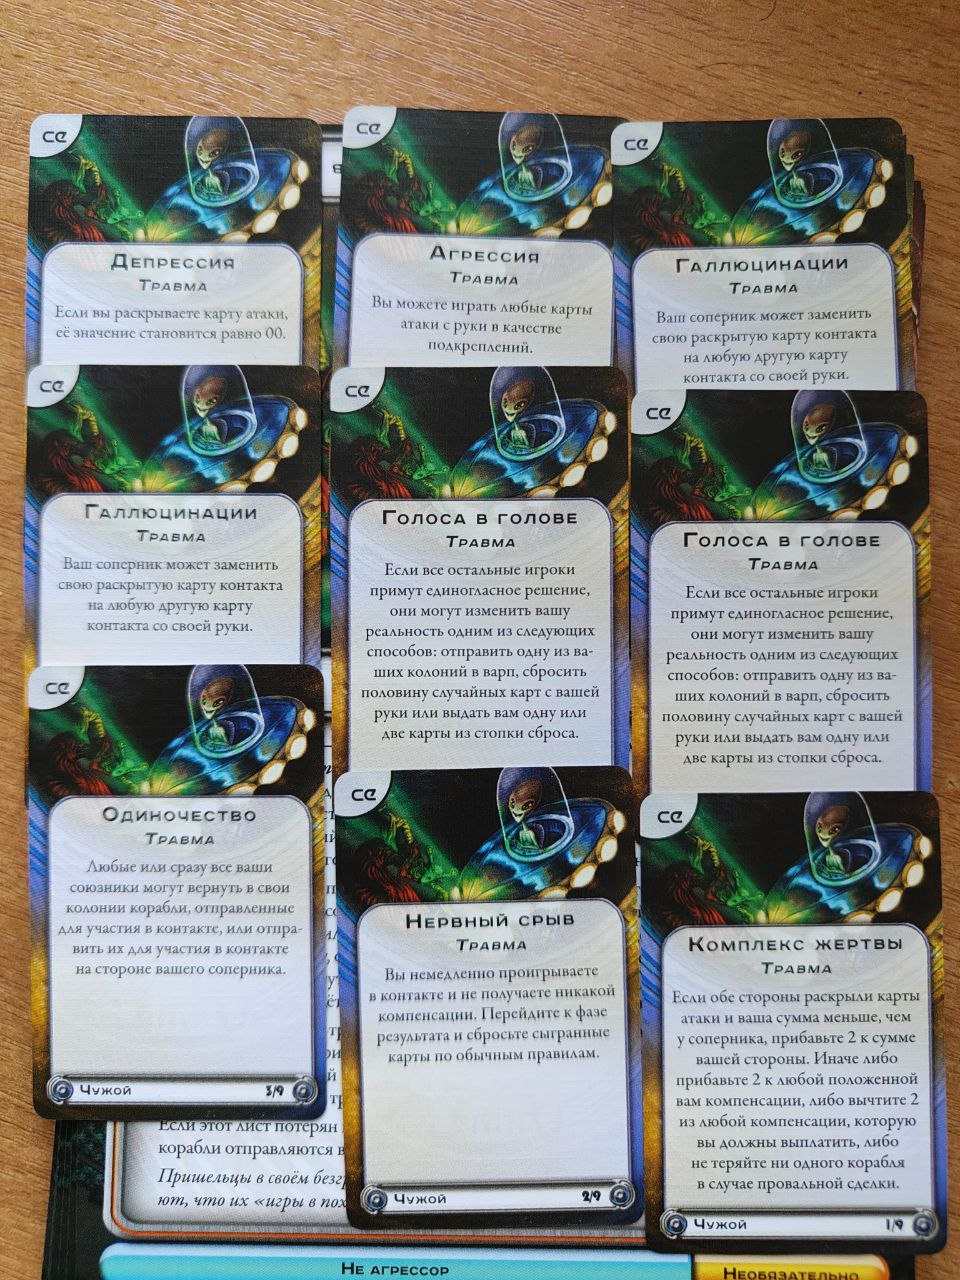 Се
Депрессия
Травма
Если вы раскрываете карту атаки,
её значение становится равно 00.
Се
Агрессия
Травма
Вы можете играть любые карты
атаки с руки в качестве
подкреплений.
Се
Галлюцинации
Травма
Ваш соперник может заменить
свою раскрытую карту контакта
на любую другую карту
контакта со своей руки.
Се
Галлюцинации
Травма
Ваш соперник может заменить
свою раскрытую карту контакта
на любую другую карту
контакта со своей руки.
Се
Голоса в голове
Травма
Если все остальные игроки
примут единогласное решение,
они могут изменить вашу
реальность одним из следующих
способов: отправить одну из ва-
ших колоний в варп, сбросить
половину случайных карт с вашей
руки или выдать вам одну или
две карты из стопки сброса.
Се
Голоса в голове
Травма
Если все остальные игроки
примут единогласное решение,
они могут изменить вашу
реальность одним из следующих
способов: отправить одну из ва-
ших колоний в варп, сбросить
половину случайных карт с вашей
руки или выдать вам одну или
две карты из стопки сброса.
Се
Одиночество
Травма
Любые или сразу все ваши
союзники могут вернуть в свои
колонии корабли, отправленные
для участия в контакте, или отпра-
вить их для участия в контакте
на стороне вашего соперника.
Чужой 3/9
Се
Нервный срыв
Травма
Вы немедленно проигрываете
в контакте и не получаете никакой
компенсации. Перейдите к фазе
результата и сбросьте сыгранные
карты по обычным правилам.
Чужой 2/9
Се
Комплекс жертвы
Травма
Если обе стороны раскрыли карты
атаки и ваша сумма меньше, чем
у соперника, прибавьте 2 к сумме
вашей стороны. Иначе либо
прибавьте 2 к любой положенной
вам компенсации, либо вычтите 2
из любой компенсации, которую
вы должны выплатить, либо
не теряйте ни одного корабля
в случае провальной сделки.
Чужой 1/9
Если этот лист потерян
корабли отправляются в
Пришельцы в своём
ют, что их «игры в
Не агрессор
Необязательно